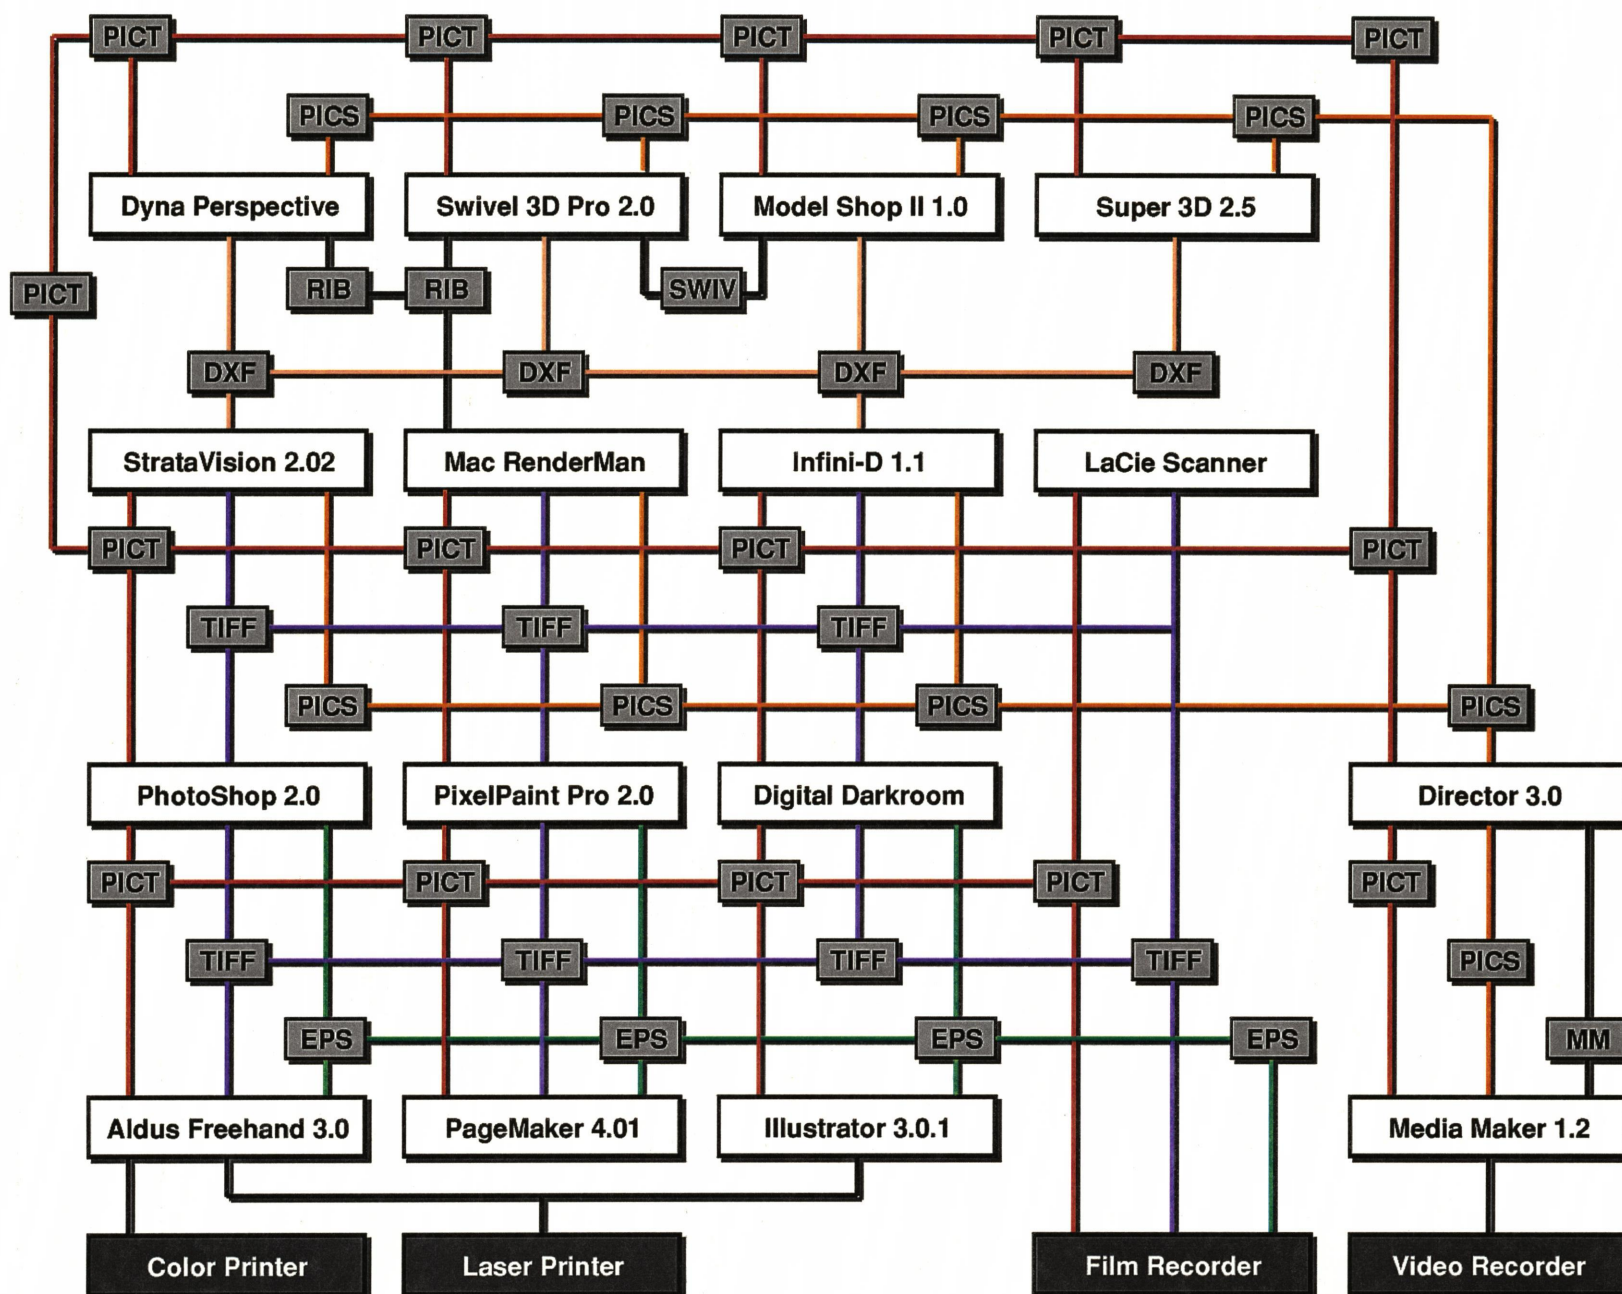 PICT PICT PICT PICT PICT
PICS PICS PICS PICS
Dyna Perspective
Swivel 3D Pro 2.0
Model Shop II 1.0
Super 3D 2.5
PICT
RIB RIB SWIV
DXF DXF DXF DXF
StrataVision 2.02
Mac RenderMan
Infini-D 1.1
LaCie Scanner
PICT PICT PICT PICT
TIFF TIFF TIFF
PICS PICS PICS PICS
PhotoShop 2.0
PixelPaint Pro 2.0
Digital Darkroom
Director 3.0
PICT PICT PICT PICT PICT
TIFF TIFF TIFF TIFF PICS
EPS EPS EPS EPS MM
Aldus Freehand 3.0
PageMaker 4.01
Illustrator 3.0.1
Media Maker 1.2
Color Printer
Laser Printer
Film Recorder
Video Recorder